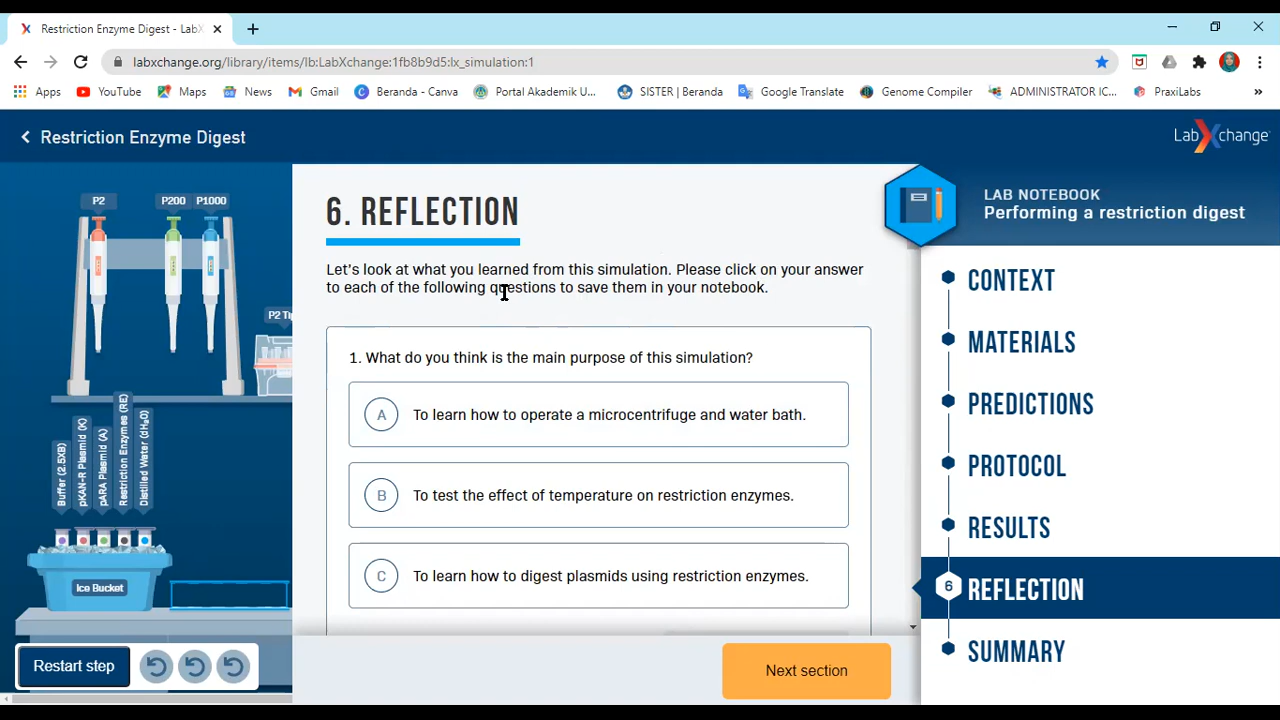 Restriction Enzyme Digest - LabX
labxchange.org/library/items/lb:LabXchange:1fb8b9d5:lx_simulation:1
Apps YouTube Maps News Gmail Beranda - Canva Portal Akademik U... SISTER | Beranda Google Translate Genome Compiler ADMINISTRATOR IC... PraxiLabs »
Restriction Enzyme Digest
LabXchange
P2 P200 P1000
P2 Ti
Buffer (2.5XB)
pKAN-R Plasmid (K)
pARA Plasmid (A)
Restriction Enzymes (RE)
Distilled Water (dH₂O)
Ice Bucket
Restart step
6. REFLECTION
Let's look at what you learned from this simulation. Please click on your answer
to each of the following questions to save them in your notebook.
1. What do you think is the main purpose of this simulation?
A To learn how to operate a microcentrifuge and water bath.
B To test the effect of temperature on restriction enzymes.
C To learn how to digest plasmids using restriction enzymes.
Next section
LAB NOTEBOOK
Performing a restriction digest
CONTEXT
MATERIALS
PREDICTIONS
PROTOCOL
RESULTS
6 REFLECTION
SUMMARY